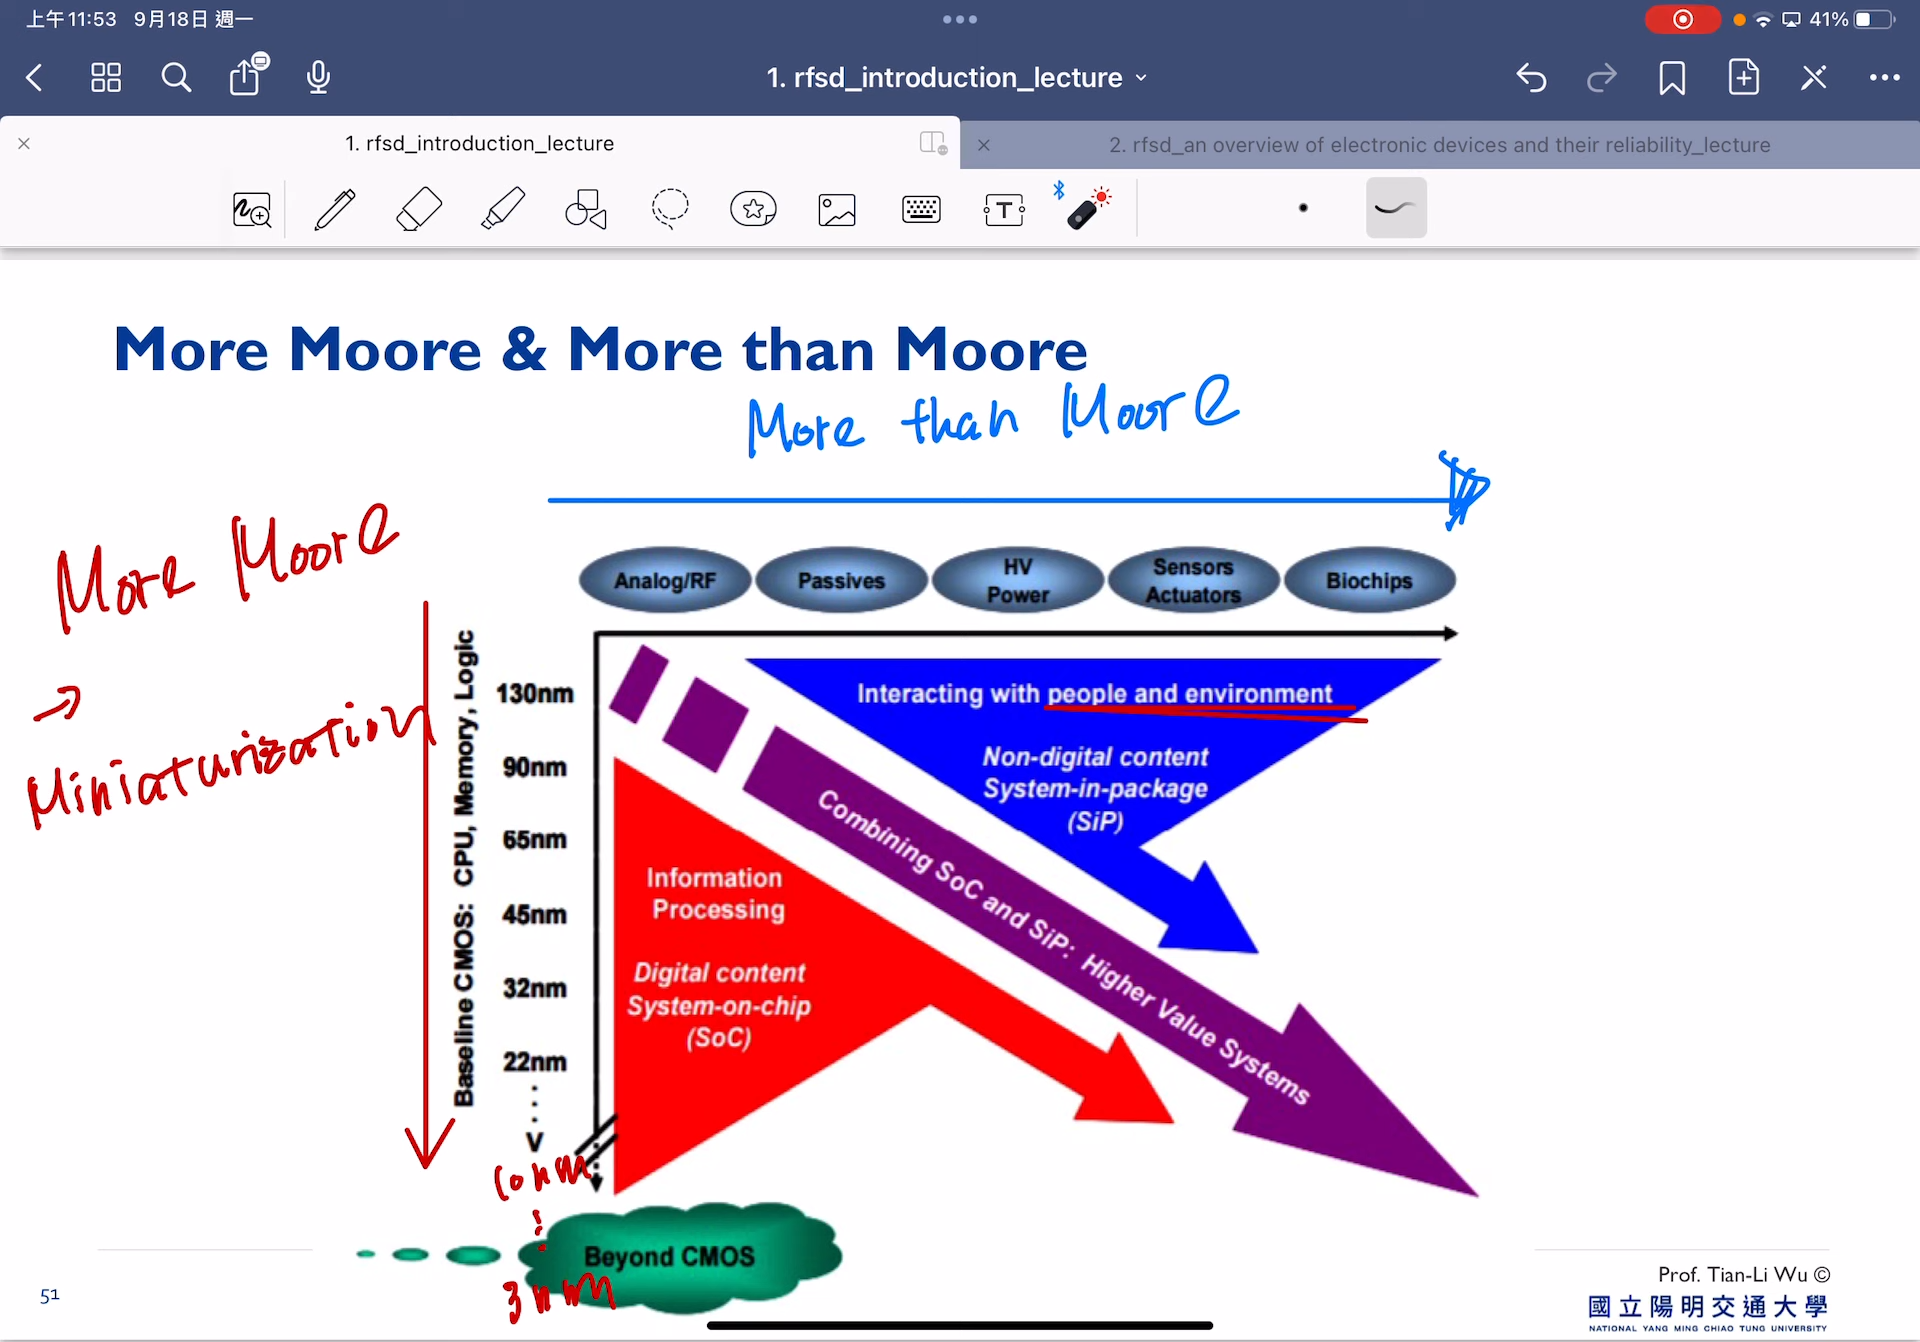 上午11:53 9月18日 週一
41%
1. rfsd_introduction_lecture
1. rfsd_introduction_lecture
2. rfsd_an overview of electronic devices and their reliability_lecture
T
More Moore & More than Moore
More than Moore
More Moore
→ Miniaturization
Analog/RF
Passives
HV
Power
Sensors
Actuators
Biochips
Baseline CMOS: CPU, Memory, Logic
130nm
90nm
65nm
45nm
32nm
22nm
V
10nm
3nm
Interacting with people and environment
Non-digital content
System-in-package
(SiP)
Combining SoC and SiP: Higher Value Systems
Information
Processing
Digital content
System-on-chip
(SoC)
Beyond CMOS
51
Prof. Tian-Li Wu ©
國立陽明交通大學
NATIONAL YANG MING CHIAO TUNG UNIVERSITY